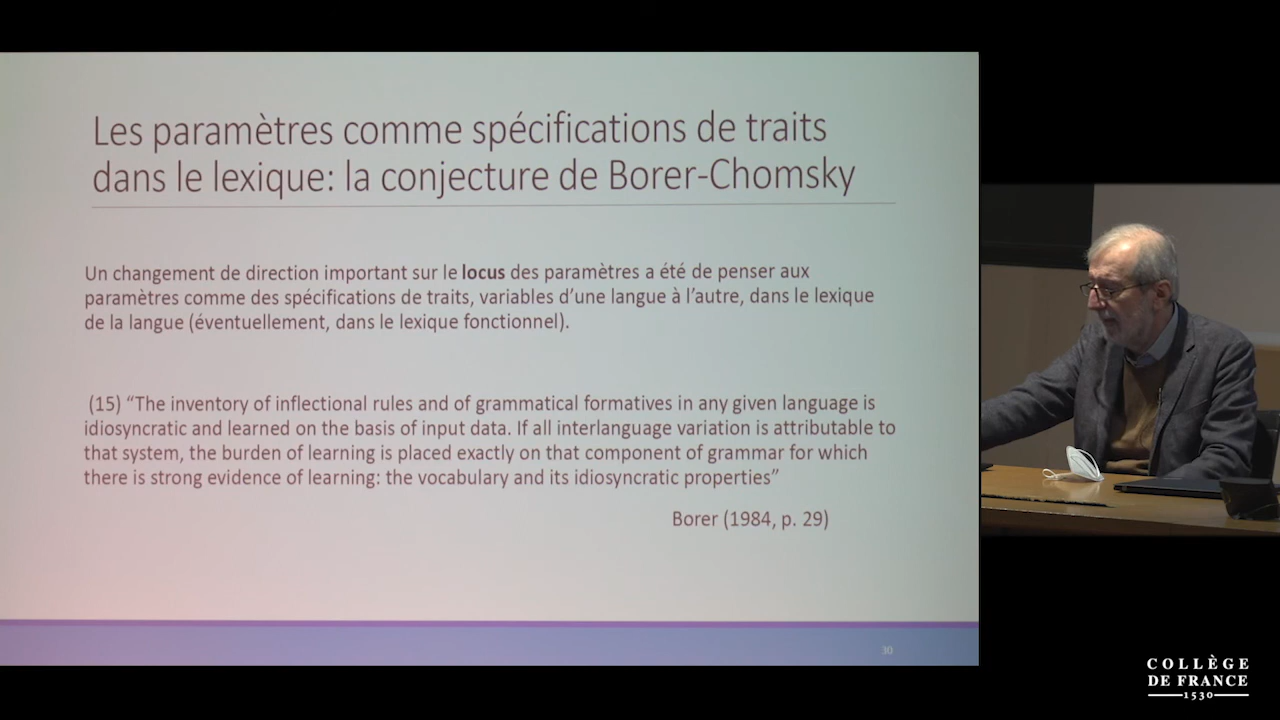 Les paramètres comme spécifications de traits
dans le lexique: la conjecture de Borer-Chomsky
Un changement de direction important sur le locus des paramètres a été de penser aux
paramètres comme des spécifications de traits, variables d’une langue à l’autre, dans le lexique
de la langue (éventuellement, dans le lexique fonctionnel).
(15) “The inventory of inflectional rules and of grammatical formatives in any given language is
idiosyncratic and learned on the basis of input data. If all interlanguage variation is attributable to
that system, the burden of learning is placed exactly on that component of grammar for which
there is strong evidence of learning: the vocabulary and its idiosyncratic properties”
Borer (1984, p. 29)
30
COLLÈGE
DE FRANCE
1530